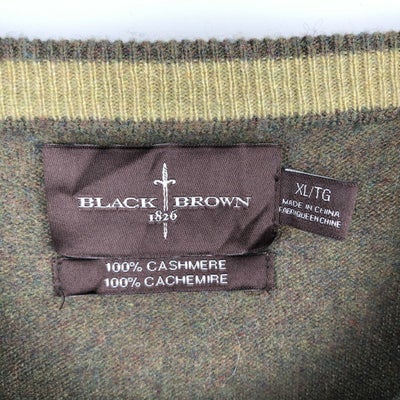 BLACK BROWN
1826
100% CASHMERE
100% CACHEMIRE
XL/TG
MADE IN CHINA
FABRIQUE EN CHINE